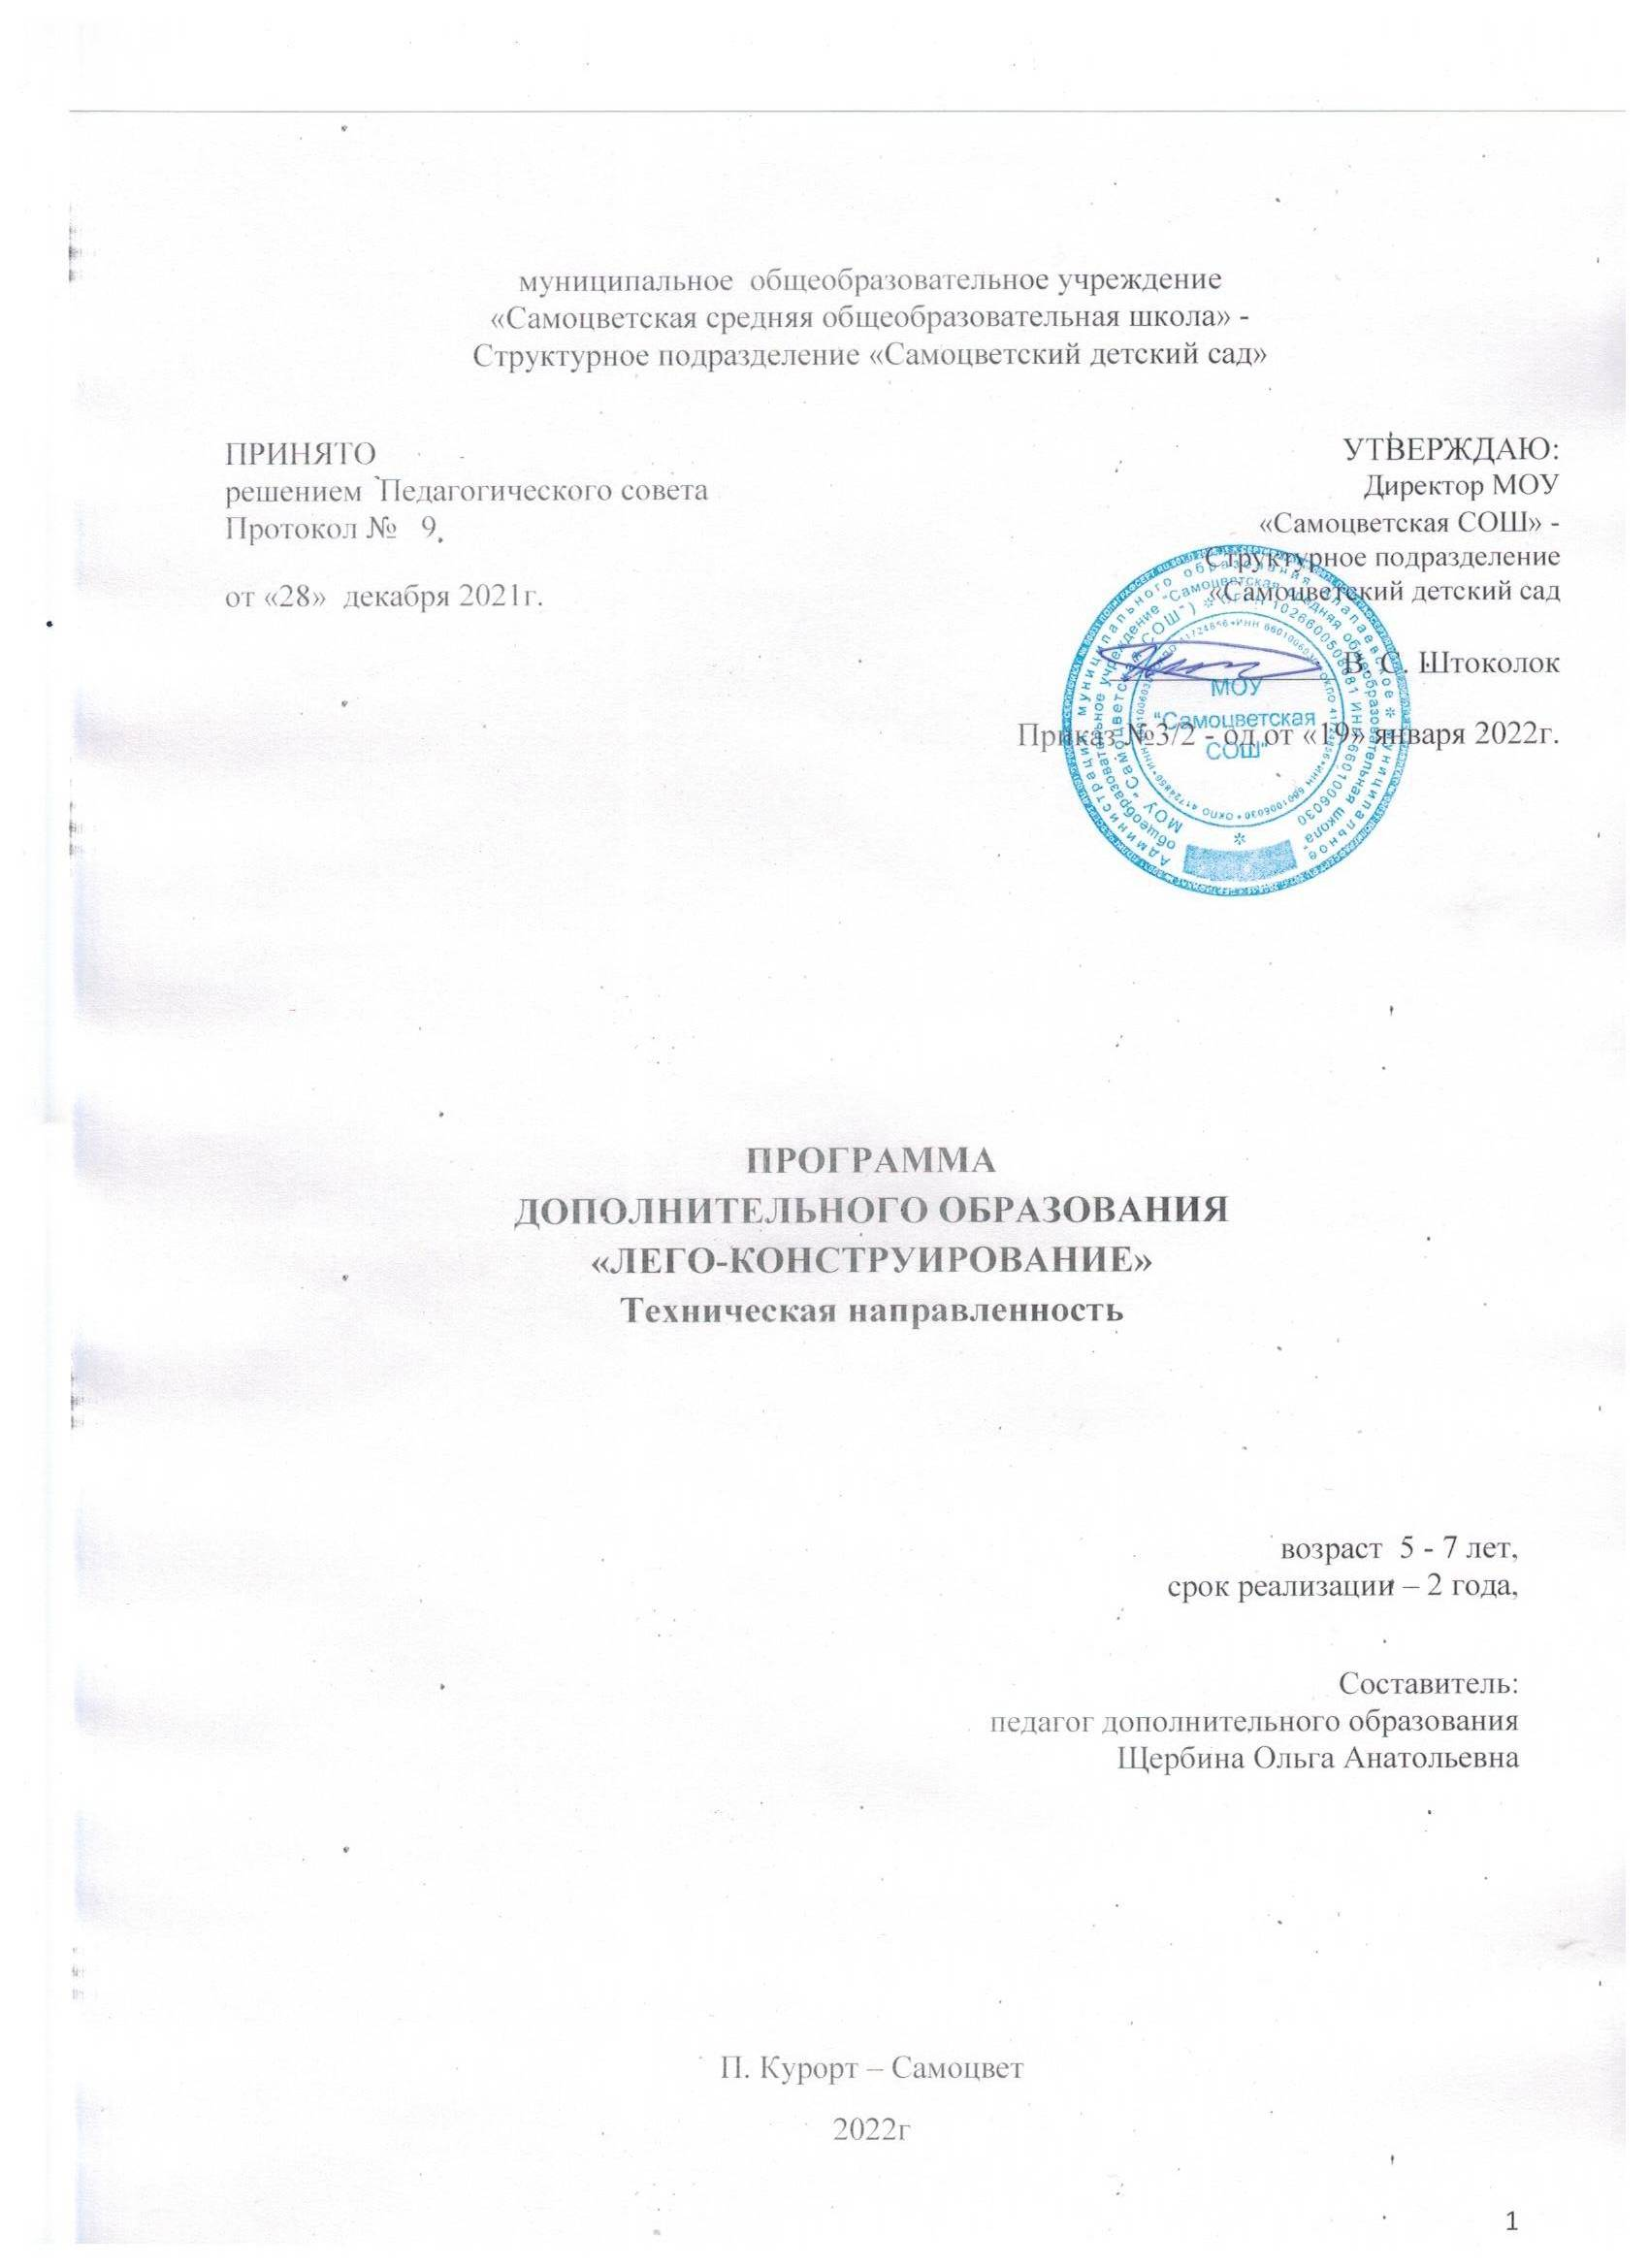 муниципальное общеобразовательное учреждение
«Самоцветская средняя общеобразовательная школа» -
Структурное подразделение «Самоцветский детский сад»
ПРИНЯТО
решением Педагогического совета
Протокол № 9
от «28» декабря 2021г.
УТВЕРЖДАЮ:
Директор МОУ
«Самоцветская СОШ» -
Структурное подразделение
«Самоцветский детский сад
В. С. Штоколок
Приказ №3/2 - од от «19» января 2022г.
МОУ
"Самоцветская
СОШ"
ПРОГРАММА
ДОПОЛНИТЕЛЬНОГО ОБРАЗОВАНИЯ
«ЛЕГО-КОНСТРУИРОВАНИЕ»
Техническая направленность
возраст 5 - 7 лет,
срок реализации – 2 года,
Составитель:
педагог дополнительного образования
Щербина Ольга Анатольевна
П. Курорт – Самоцвет
2022г
1